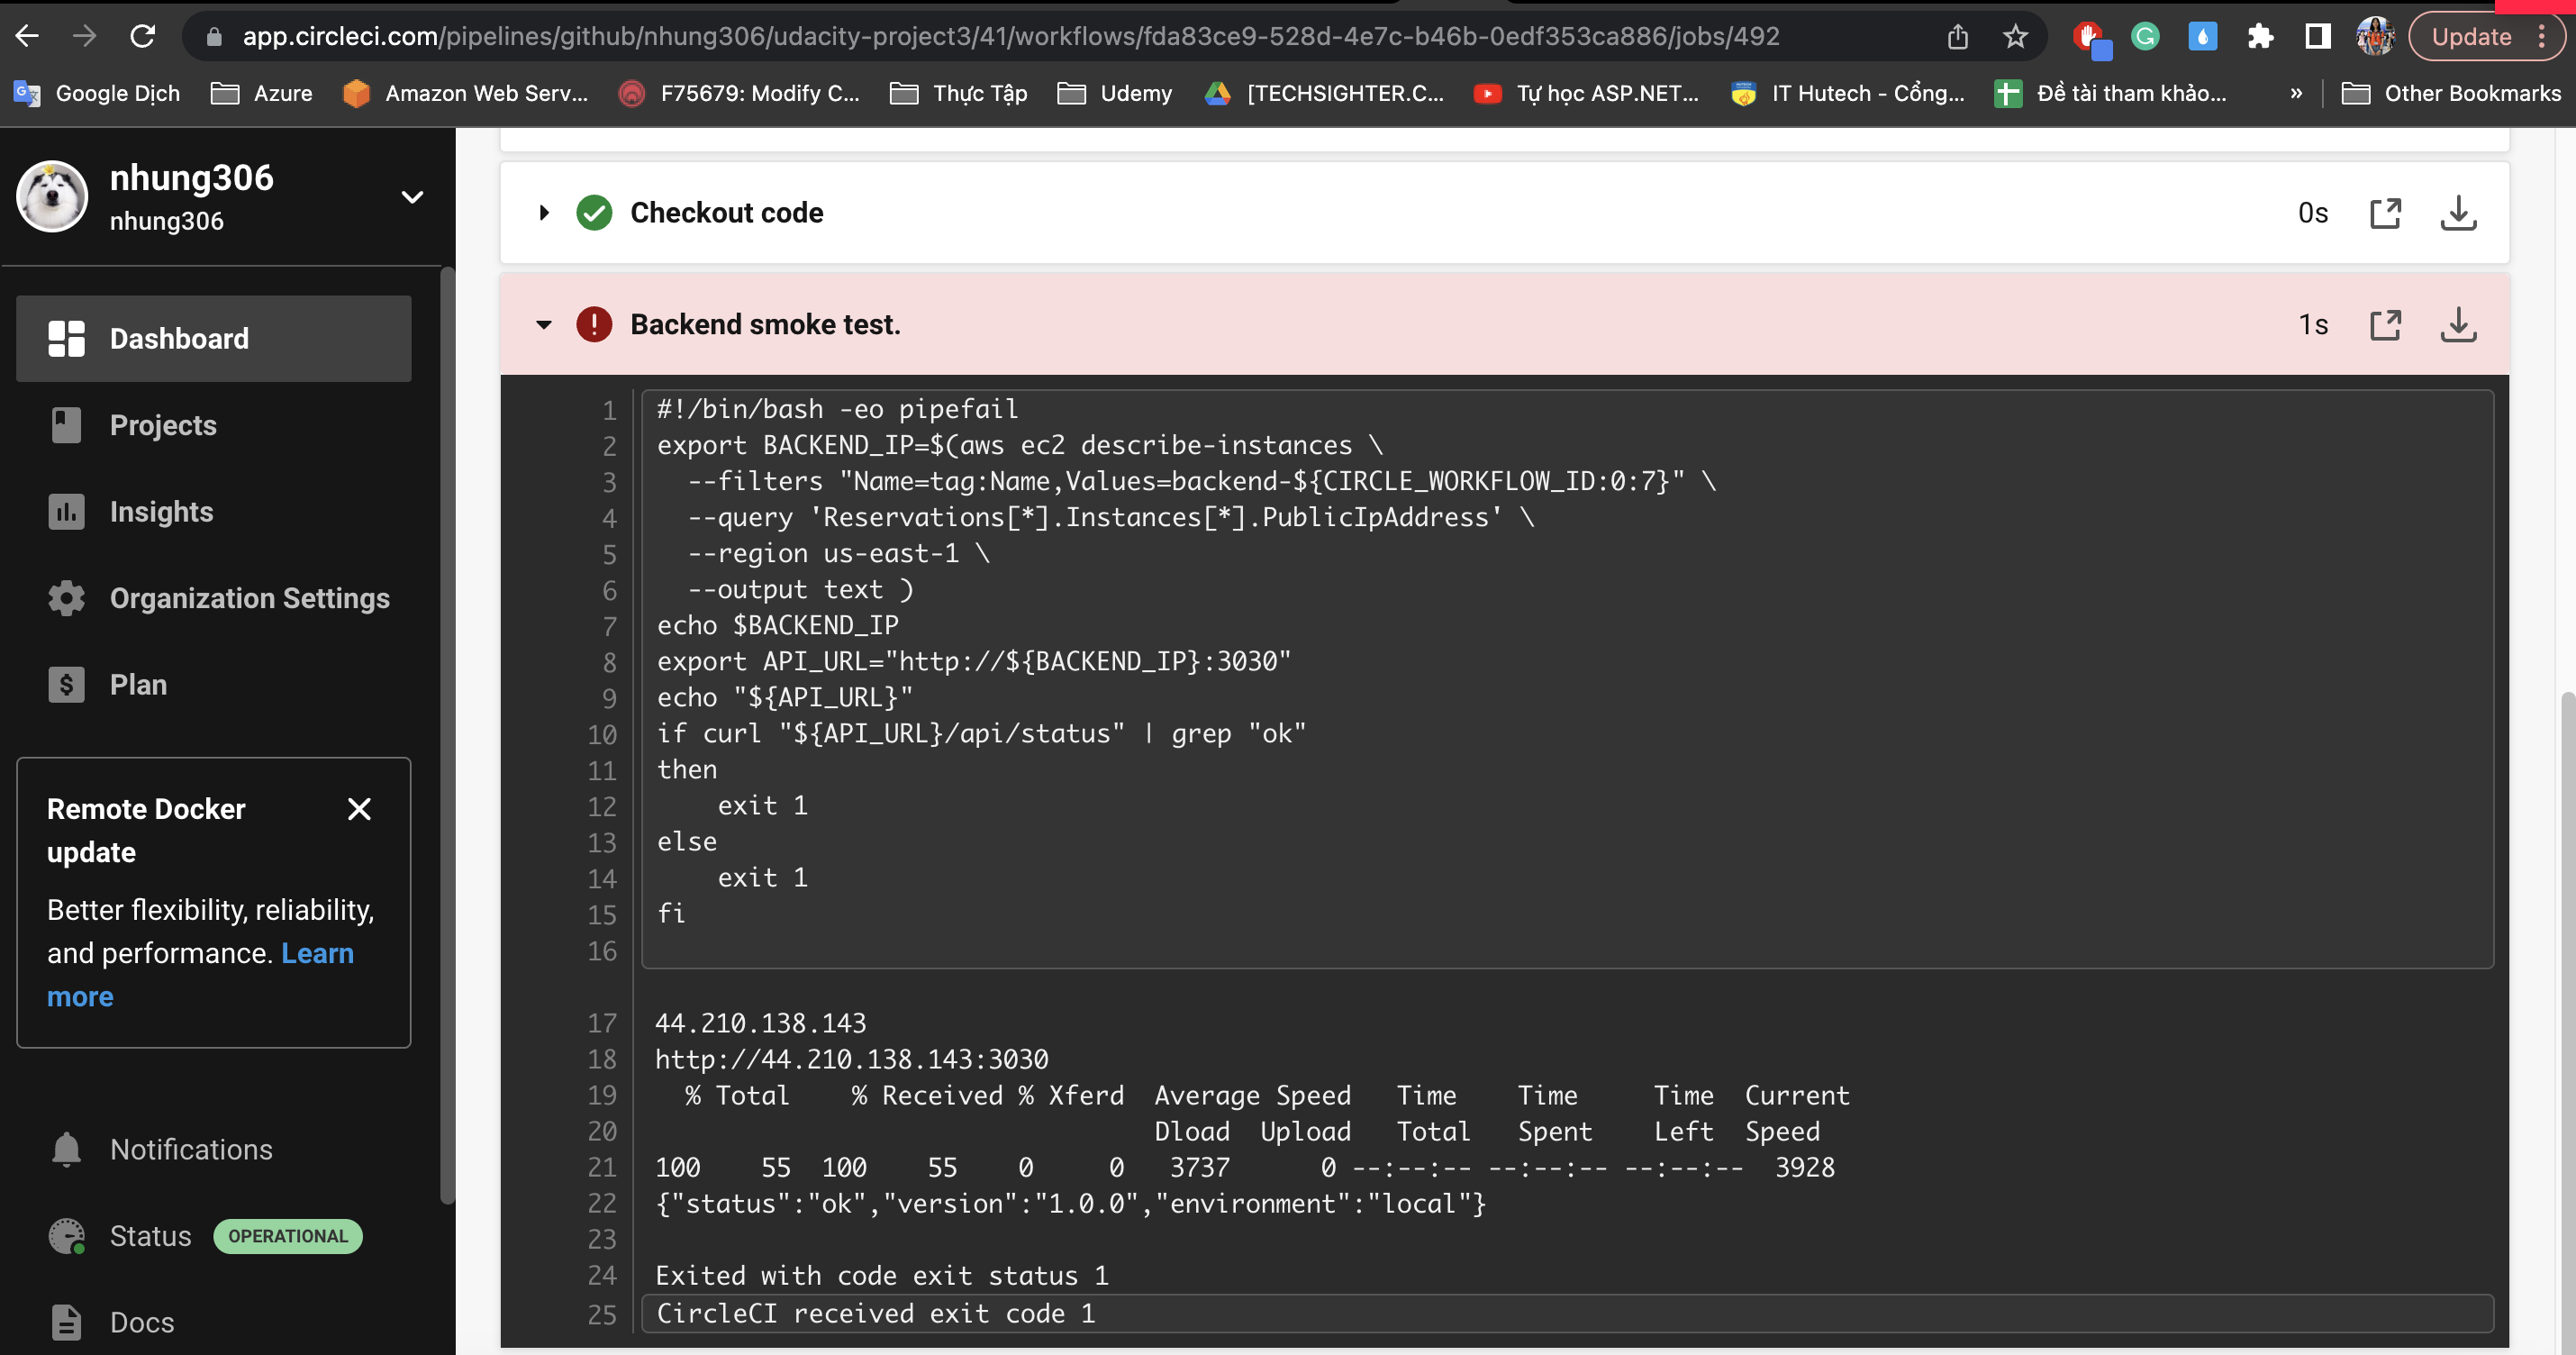 app.circleci.com/pipelines/github/nhung306/udacity-project3/41/workflows/fda83ce9-528d-4e7c-b46b-0edf353ca886/jobs/492
Update
Google Dịch
Azure
Amazon Web Serv...
F75679: Modify C...
Thực Tập
Udemy
[TECHSIGHTER.C...
Tự học ASP.NET...
IT Hutech - Cổng...
Đề tài tham khảo...
»
Other Bookmarks
nhung306
nhung306
Dashboard
Projects
Insights
Organization Settings
Plan
Remote Docker
update
Better flexibility, reliability,
and performance. Learn
more
Notifications
Status OPERATIONAL
Docs
Checkout code 0s
Backend smoke test. 1s
1 #!/bin/bash -eo pipefail
2 export BACKEND_IP=$(aws ec2 describe-instances \
3 --filters "Name=tag:Name,Values=backend-${CIRCLE_WORKFLOW_ID:0:7}" \
4 --query 'Reservations[*].Instances[*].PublicIpAddress' \
5 --region us-east-1 \
6 --output text )
7 echo $BACKEND_IP
8 export API_URL="http://${BACKEND_IP}:3030"
9 echo "${API_URL}"
10 if curl "${API_URL}/api/status" | grep "ok"
11 then
12 exit 1
13 else
14 exit 1
15 fi
16
17 44.210.138.143
18 http://44.210.138.143:3030
19 % Total % Received % Xferd Average Speed Time Time Time Current
20 Dload Upload Total Spent Left Speed
21 100 55 100 55 0 0 3737 0 --:--:-- --:--:-- --:--:-- 3928
22 {"status":"ok","version":"1.0.0","environment":"local"}
23
24 Exited with code exit status 1
25 CircleCI received exit code 1